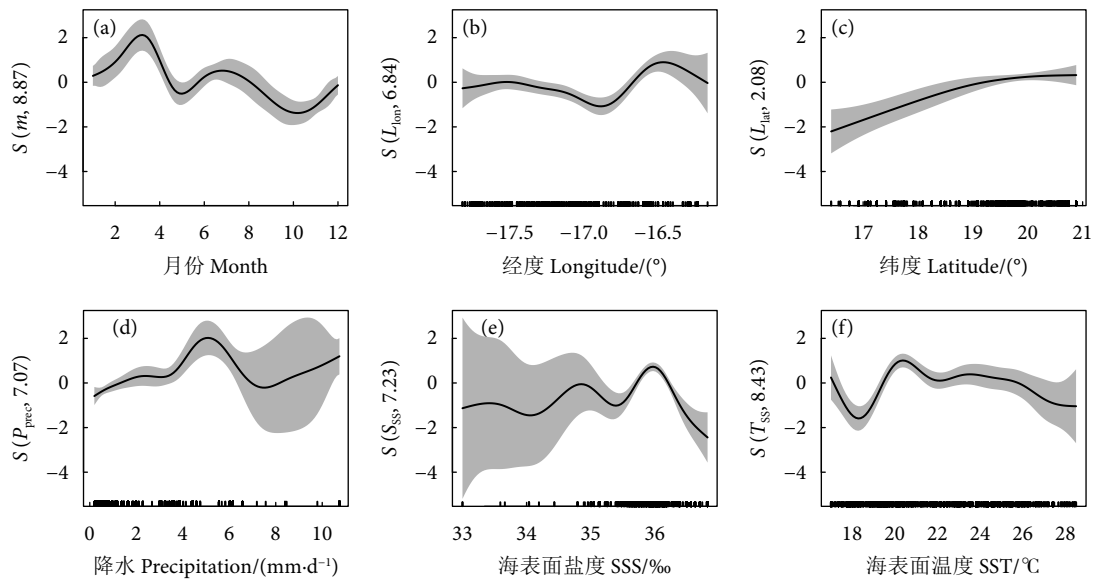 (a)
2
0
−2
−4
S (m, 8.87)
2 4 6 8 10 12
月份 Month
(b)
2
0
−2
−4
S (Llon, 6.84)
−17.5 −17.0 −16.5
经度 Longitude/(°)
(c)
2
0
−2
−4
S (Llat, 2.08)
17 18 19 20 21
纬度 Latitude/(°)
(d)
2
0
−2
−4
S (Pprec, 7.07)
0 2 4 6 8 10
降水 Precipitation/(mm·d⁻¹)
(e)
2
0
−2
−4
S (SSS, 7.23)
33 34 35 36
海表面盐度 SSS/‰
(f)
2
0
−2
−4
S (TSS, 8.43)
18 20 22 24 26 28
海表面温度 SST/℃